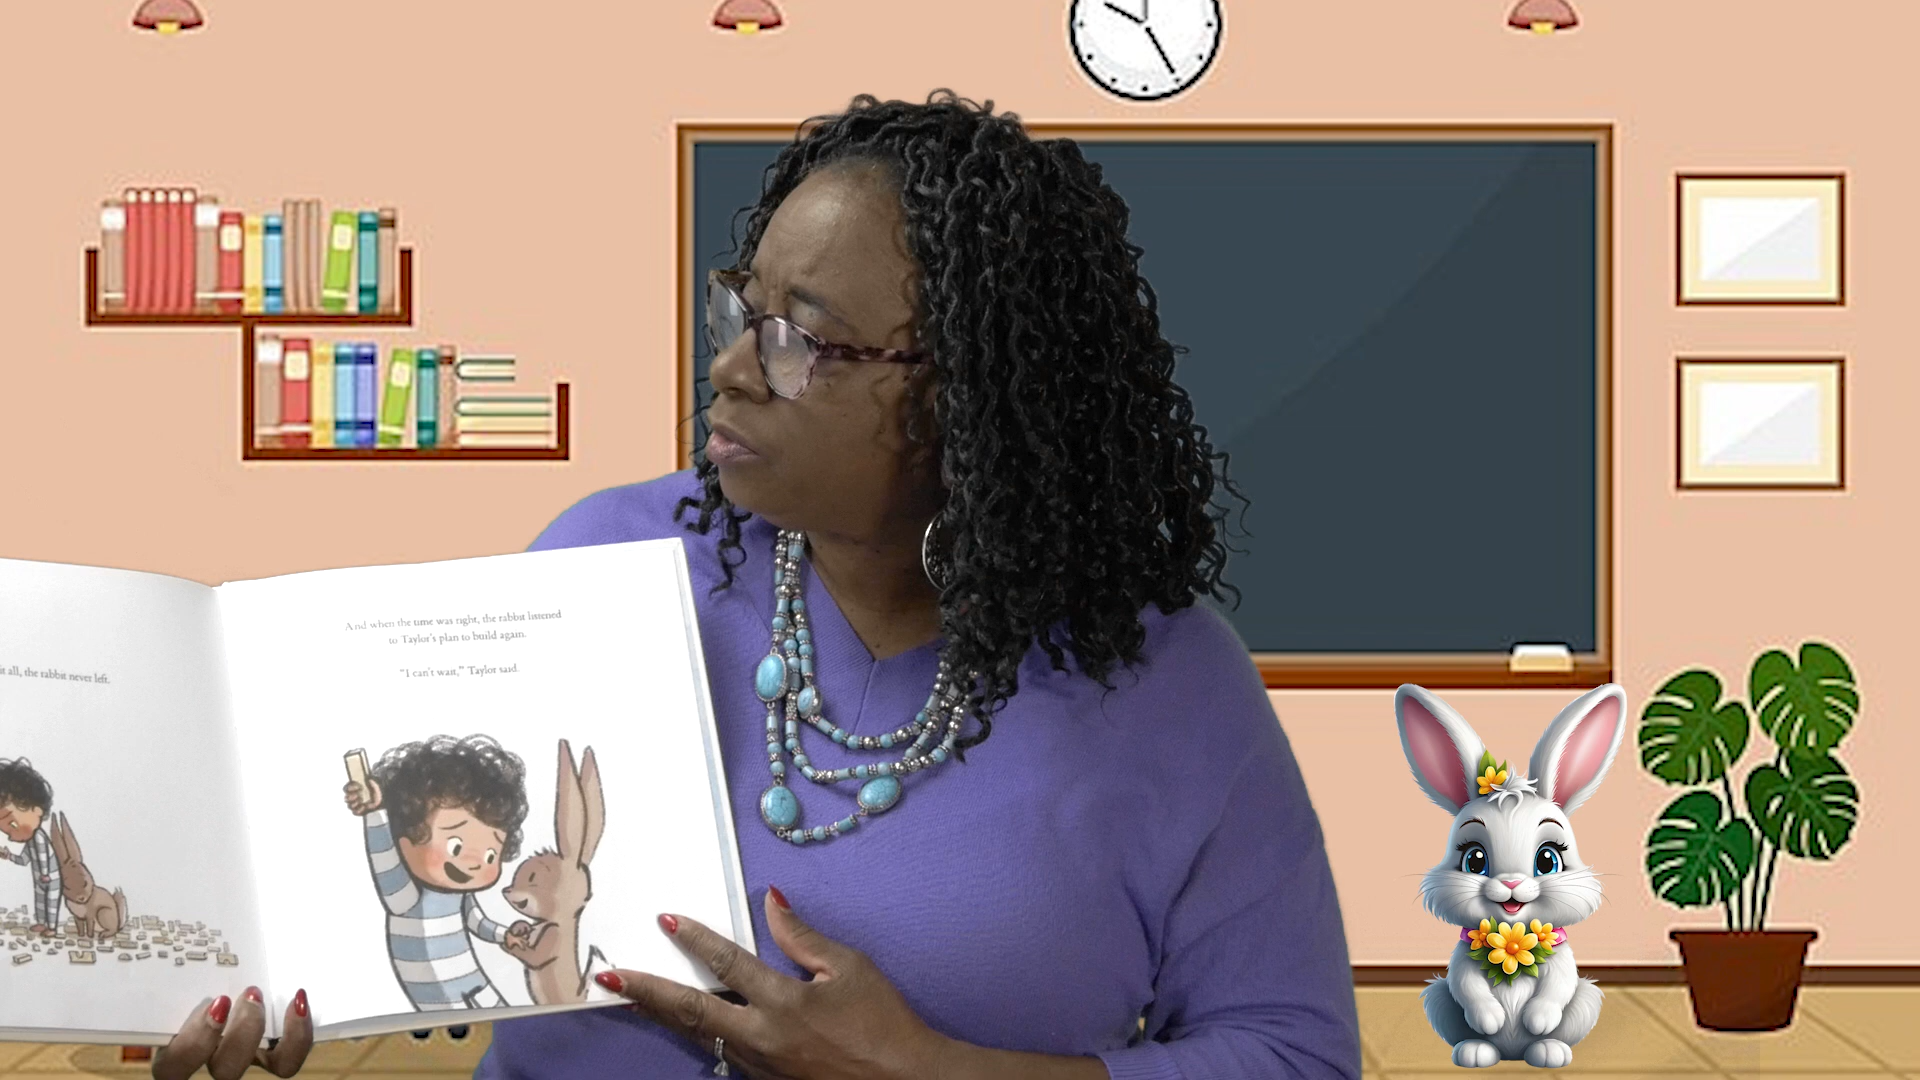 it all, the rabbit never left.
And when the time was right, the rabbit listened
to Taylor's plan to build again.
"I can't wait," Taylor said.